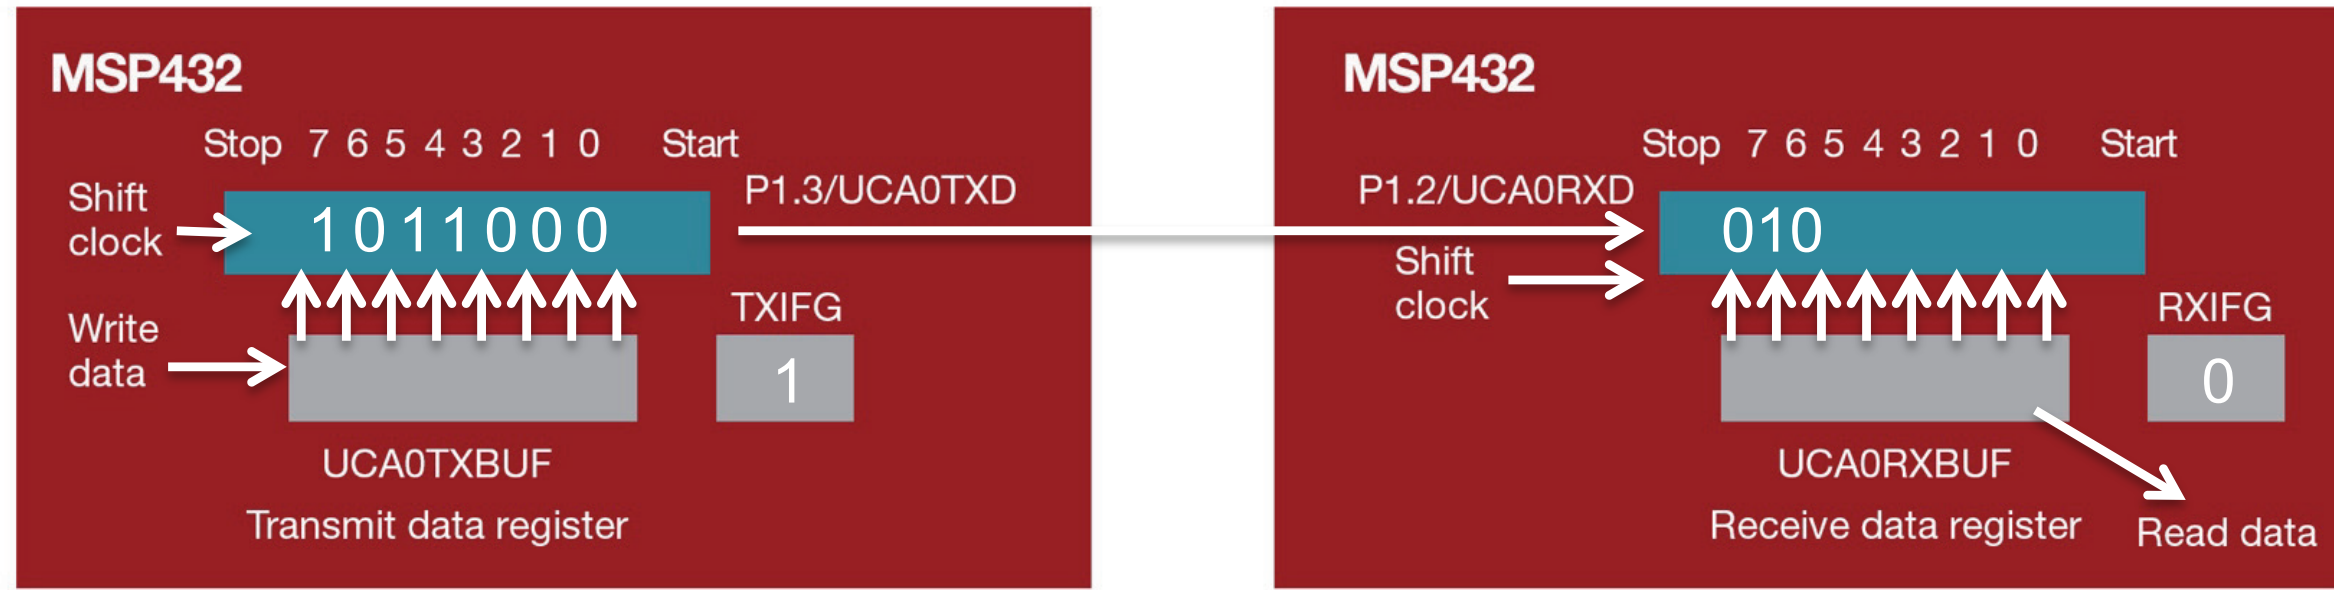 MSP432
Stop 7 6 5 4 3 2 1 0 Start
P1.3/UCA0TXD
Shift
clock
1 0 1 1 0 0 0
TXIFG
Write
data
1
UCA0TXBUF
Transmit data register
MSP432
Stop 7 6 5 4 3 2 1 0 Start
P1.2/UCA0RXD
010
Shift
clock
RXIFG
0
UCA0RXBUF
Receive data register
Read data